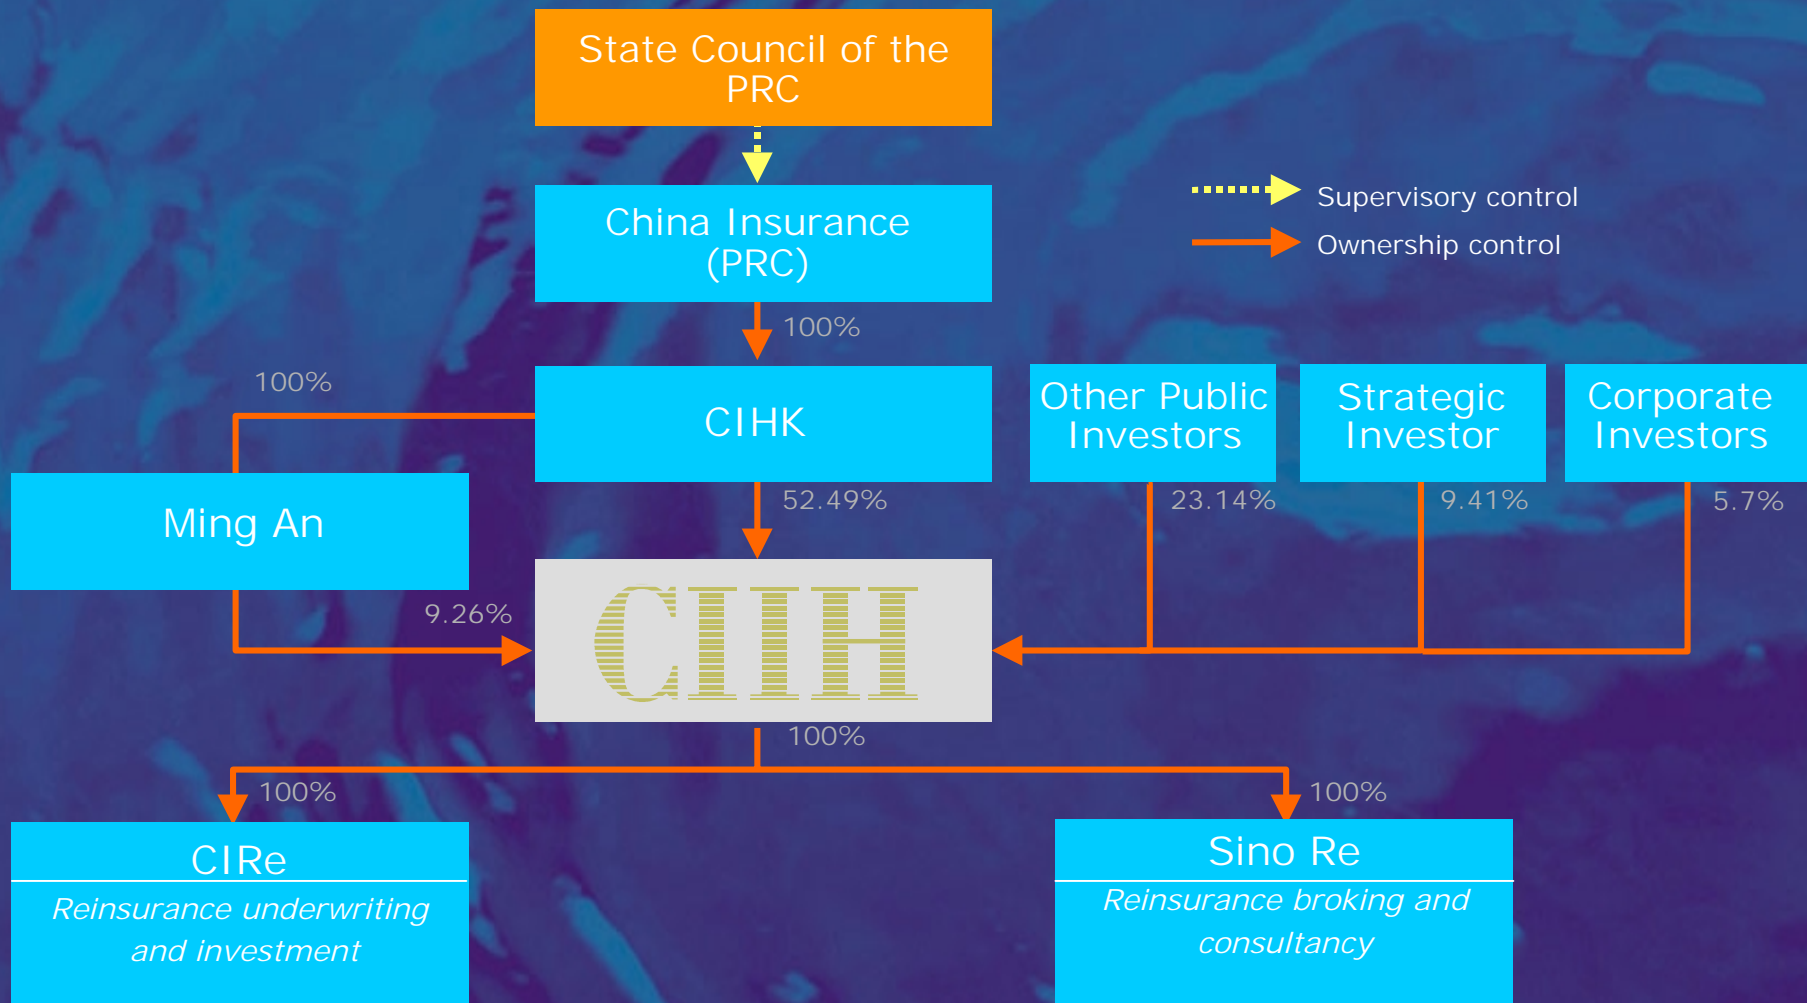 State Council of the
PRC
China Insurance
(PRC)
Supervisory control
Ownership control
100%
100%
CIHK
Other Public
Investors
Strategic
Investor
Corporate
Investors
Ming An
52.49%
23.14%
9.41%
5.7%
9.26%
CIIH
100%
100%
100%
CIRe
Reinsurance underwriting
and investment
Sino Re
Reinsurance broking and
consultancy